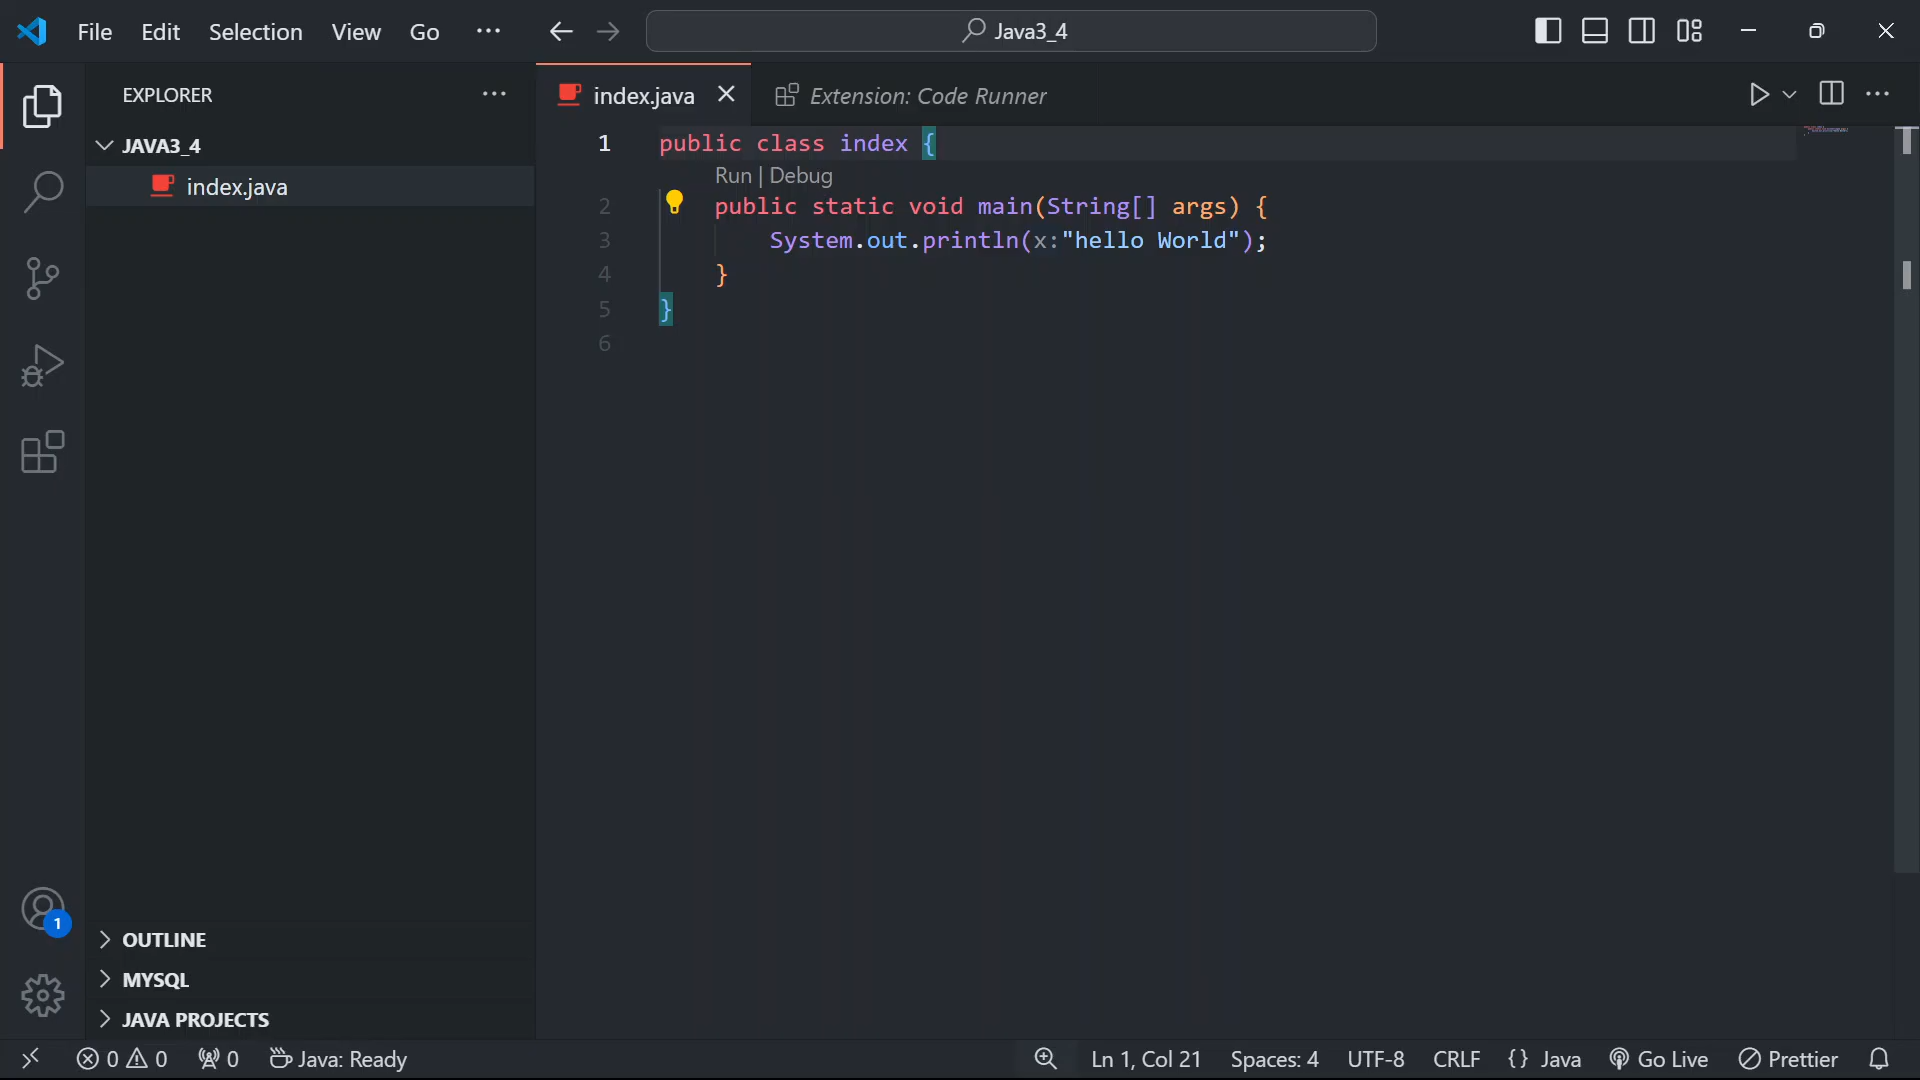 File Edit Selection View Go ··· Java3_4
EXPLORER ···
index.java Extension: Code Runner
JAVA3_4
index.java
1 public class index {
Run | Debug
2 public static void main(String[] args) {
3 System.out.println(x:"hello World");
4 }
5 }
6
1
OUTLINE
MYSQL
JAVA PROJECTS
0 0 0 Java: Ready Ln 1, Col 21 Spaces: 4 UTF-8 CRLF {} Java Go Live Prettier